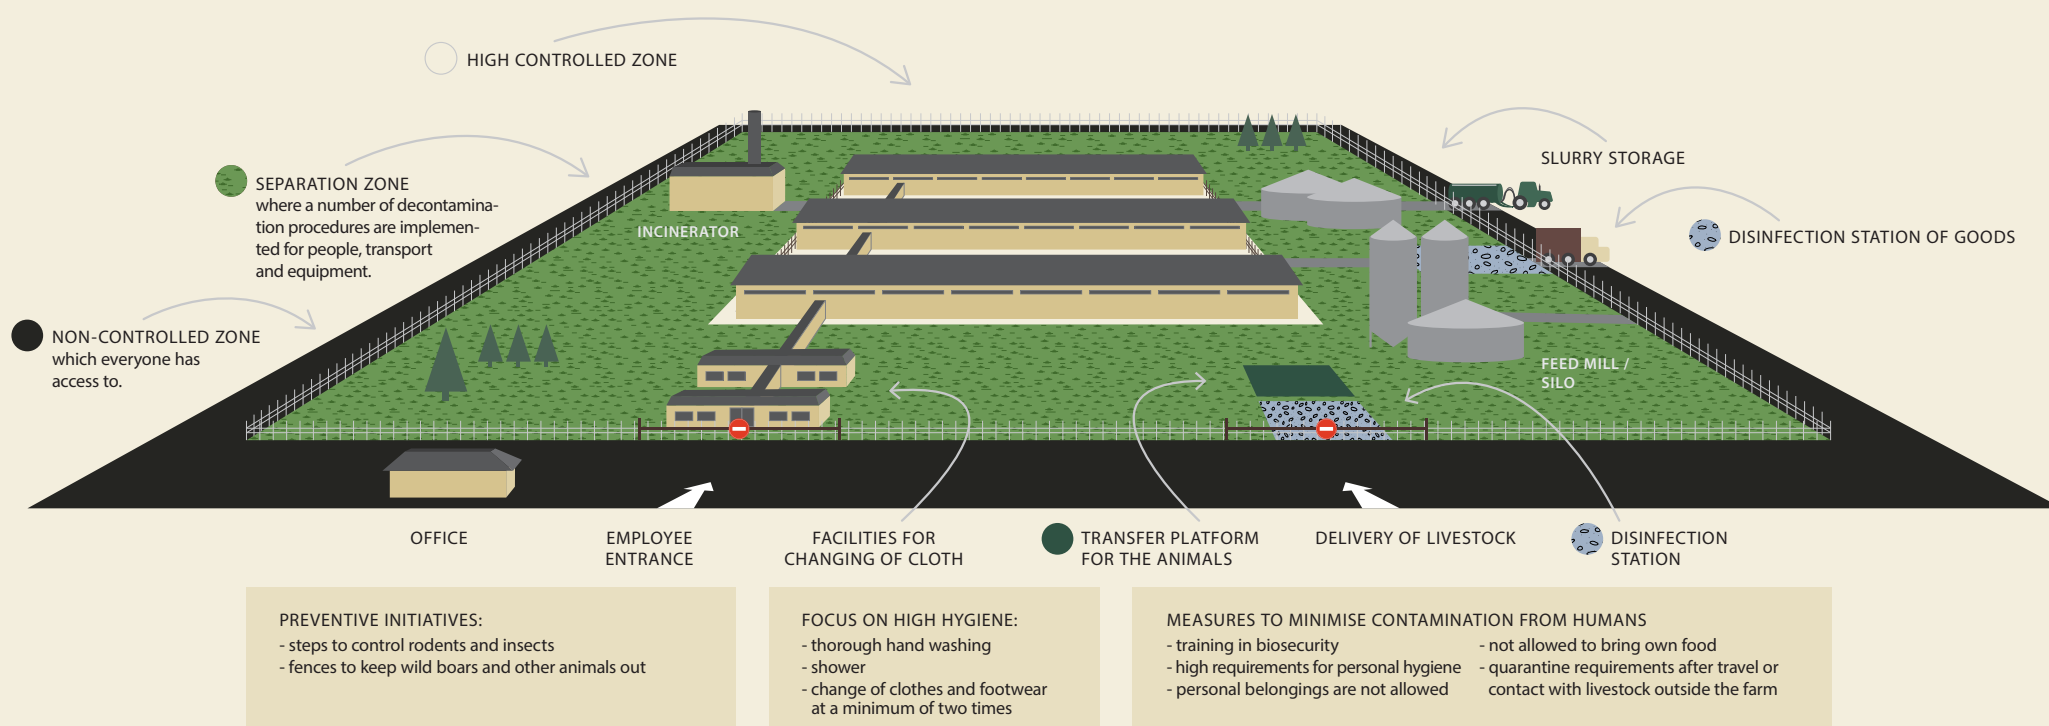 HIGH CONTROLLED ZONE
SLURRY STORAGE
SEPARATION ZONE
where a number of decontamina-
tion procedures are implemen-
ted for people, transport
and equipment.
INCINERATOR
DISINFECTION STATION OF GOODS
NON-CONTROLLED ZONE
which everyone has
access to.
FEED MILL /
SILO
OFFICE
EMPLOYEE
ENTRANCE
FACILITIES FOR
CHANGING OF CLOTH
TRANSFER PLATFORM
FOR THE ANIMALS
DELIVERY OF LIVESTOCK
DISINFECTION
STATION
PREVENTIVE INITIATIVES:
- steps to control rodents and insects
- fences to keep wild boars and other animals out
FOCUS ON HIGH HYGIENE:
- thorough hand washing
- shower
- change of clothes and footwear
at a minimum of two times
MEASURES TO MINIMISE CONTAMINATION FROM HUMANS
- training in biosecurity
- high requirements for personal hygiene
- personal belongings are not allowed
- not allowed to bring own food
- quarantine requirements after travel or
contact with livestock outside the farm